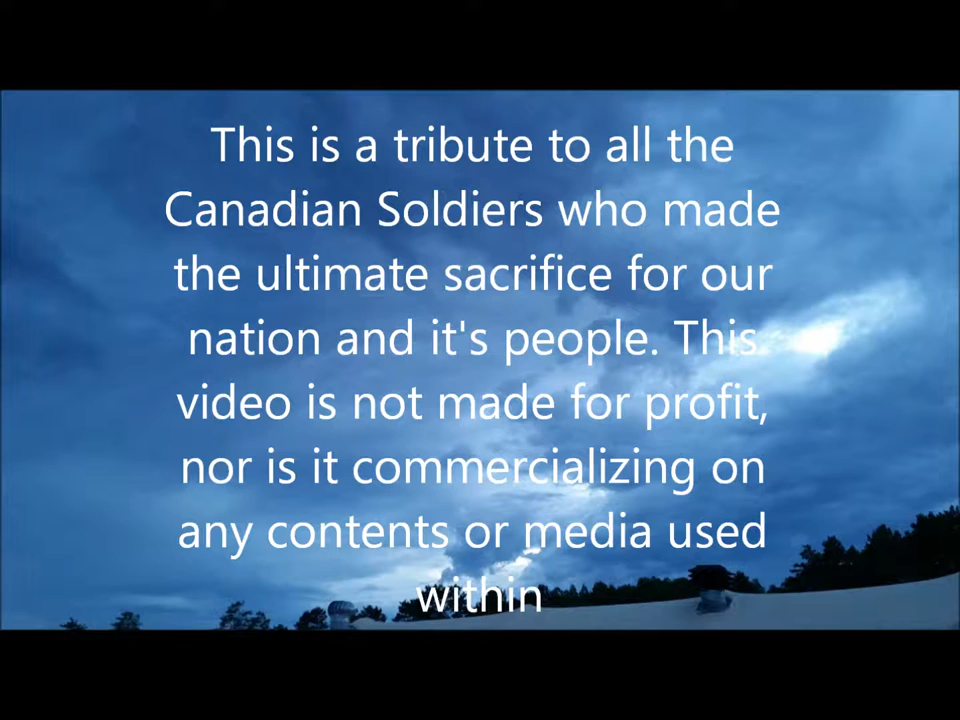 This is a tribute to all the
Canadian Soldiers who made
the ultimate sacrifice for our
nation and it's people. This
video is not made for profit,
nor is it commercializing on
any contents or media used
within